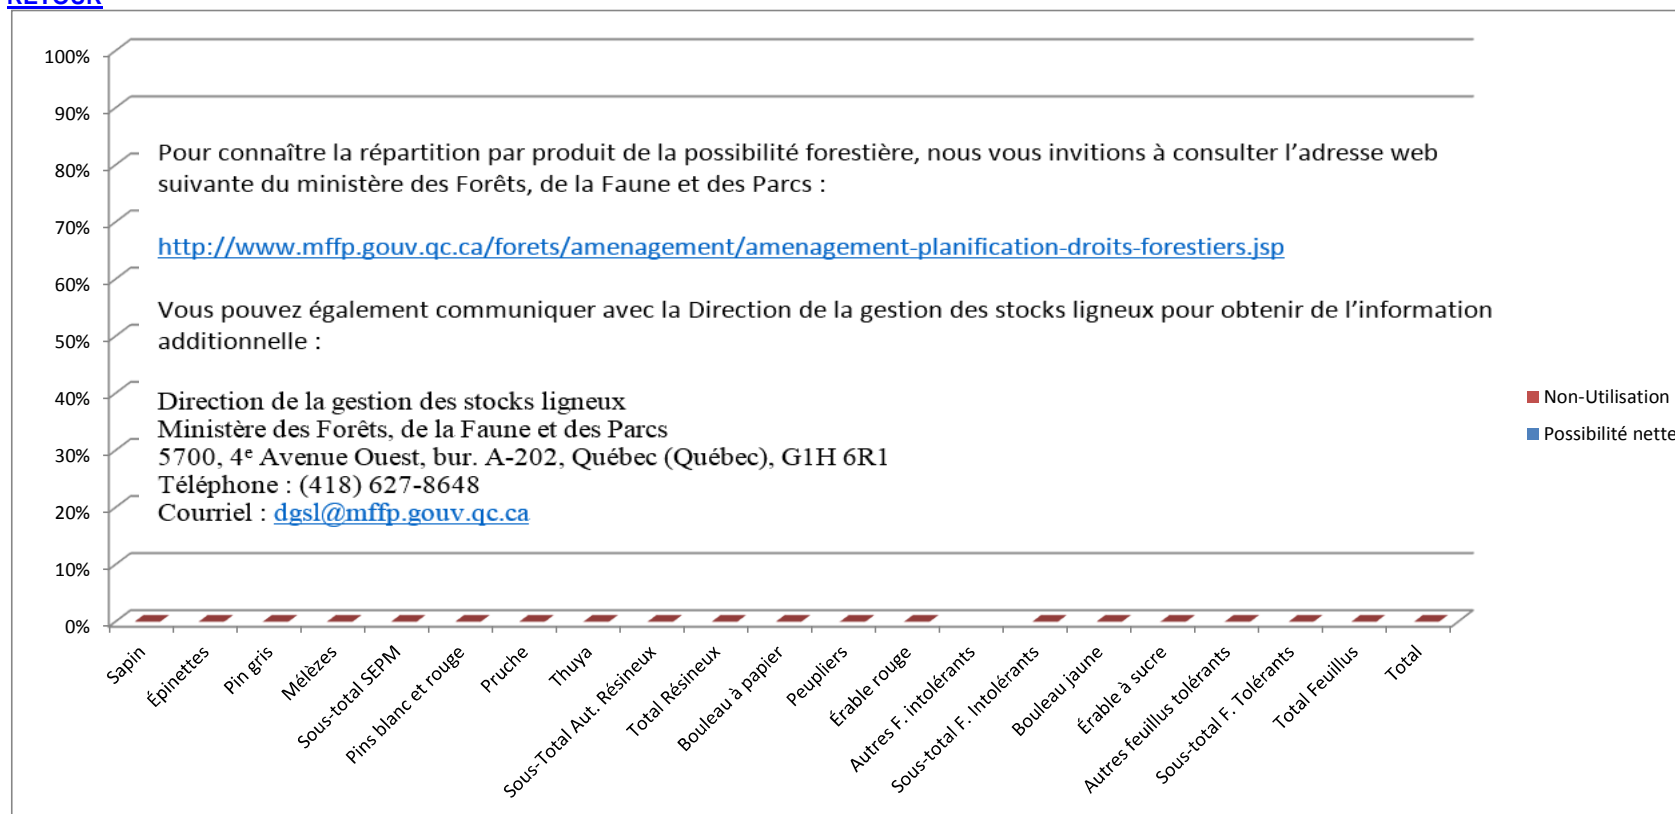 RETOUR
100%
90%
80%
70%
60%
50%
40%
30%
20%
10%
0%
Pour connaître la répartition par produit de la possibilité forestière, nous vous invitions à consulter l’adresse web
suivante du ministère des Forêts, de la Faune et des Parcs :
http://www.mffp.gouv.qc.ca/forets/amenagement/amenagement-planification-droits-forestiers.jsp
Vous pouvez également communiquer avec la Direction de la gestion des stocks ligneux pour obtenir de l’information
additionnelle :
Direction de la gestion des stocks ligneux
Ministère des Forêts, de la Faune et des Parcs
5700, 4e Avenue Ouest, bur. A-202, Québec (Québec), G1H 6R1
Téléphone : (418) 627-8648
Courriel : dgsl@mffp.gouv.qc.ca
Non-Utilisation
Possibilité nette
Sapin
Épinettes
Pin gris
Mélèzes
Sous-total SEPM
Pins blanc et rouge
Pruche
Thuya
Sous-Total Aut. Résineux
Total Résineux
Bouleau à papier
Peupliers
Érable rouge
Autres F. intolérants
Sous-total F. Intolérants
Bouleau jaune
Érable à sucre
Autres feuillus tolérants
Sous-total F. Tolérants
Total Feuillus
Total